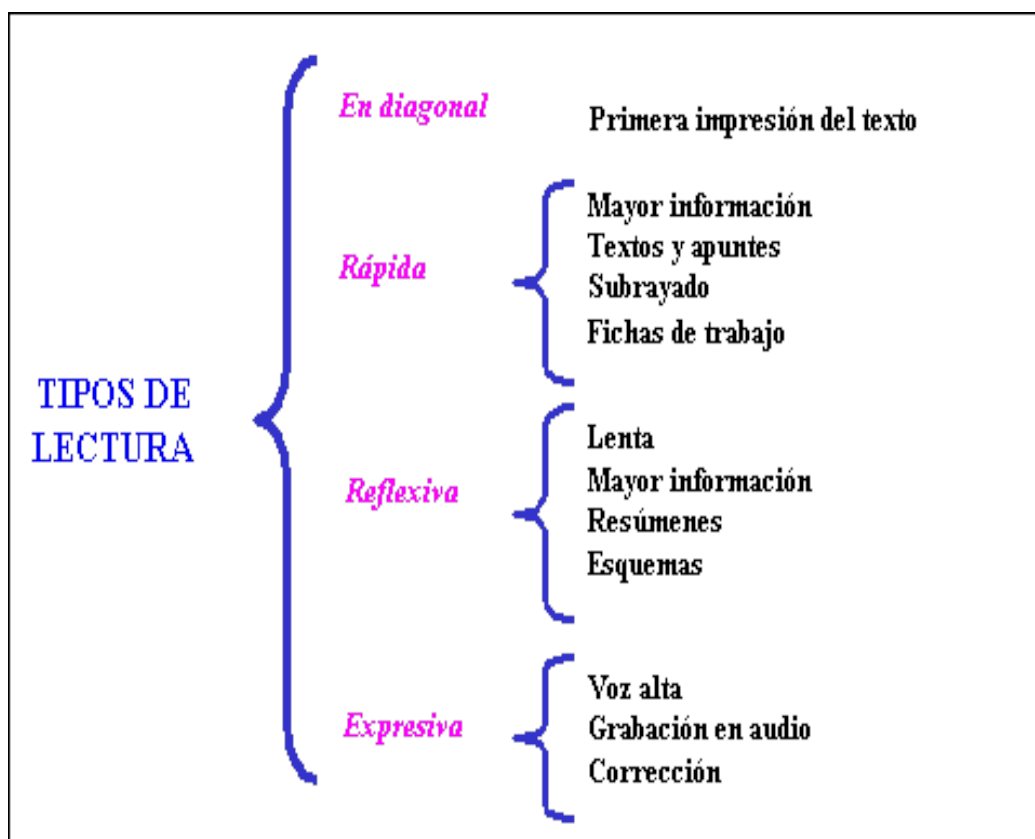 TIPOS DE
LECTURA
En diagonal
Primera impresión del texto
Rápida
Mayor información
Textos y apuntes
Subrayado
Fichas de trabajo
Reflexiva
Lenta
Mayor información
Resúmenes
Esquemas
Expresiva
Voz alta
Grabación en audio
Corrección